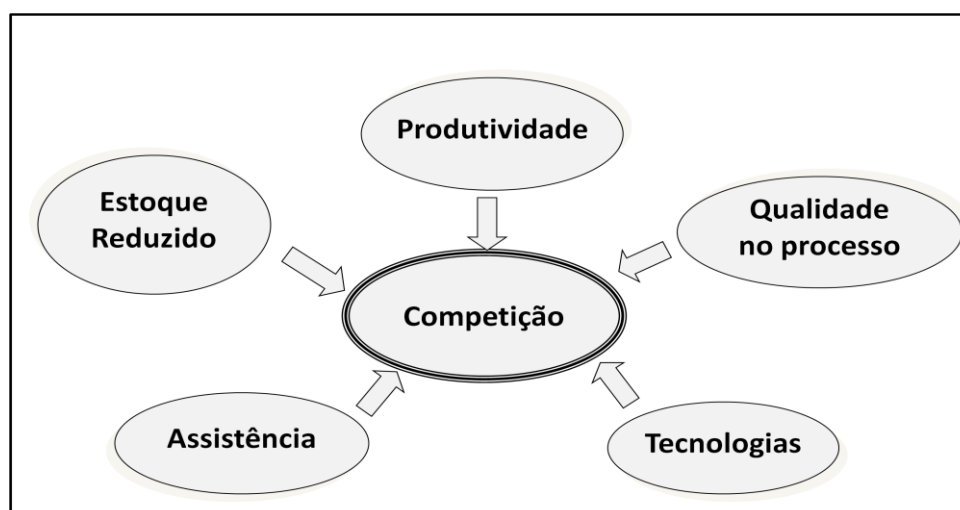 Produtividade
Estoque
Reduzido
Qualidade
no processo
Competição
Assistência
Tecnologias